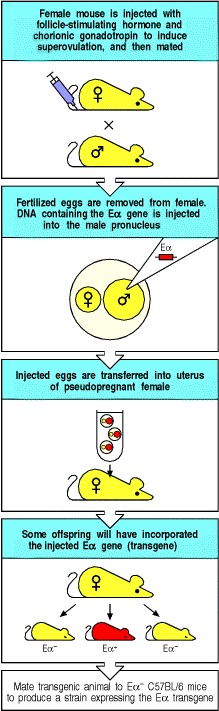 Female mouse is injected with
follicle-stimulating hormone and
chorionic gonadotropin to induce
superovulation, and then mated
♀
×
♂
Fertilized eggs are removed from female.
DNA containing the Eα gene is injected
into the male pronucleus
Eα
♀ ♂
Injected eggs are transferred into uterus
of pseudopregnant female
♀
Some offspring will have incorporated
the injected Eα gene (transgene)
♀
Eα⁻ Eα⁺ Eα⁻
Mate transgenic animal to Eα⁻ C57BL/6 mice
to produce a strain expressing the Eα transgene